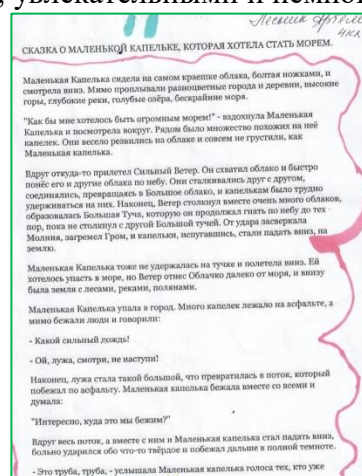 , увлекательными и немног
Лесник Артём
4кл
СКАЗКА О МАЛЕНЬКОЙ КАПЕЛЬКЕ, КОТОРАЯ ХОТЕЛА СТАТЬ МОРЕМ.
Маленькая Капелька сидела на самом краешке облака, болтая ножками, и
смотрела вниз. Мимо проплывали разноцветные города и деревни, высокие
горы, глубокие реки, голубые озёра, бескрайние моря.
"Как бы мне хотелось быть огромным морем!" - вздохнула Маленькая
Капелька и посмотрела вокруг. Рядом было множество похожих на неё
капелек. Они весело резвились на облаке и совсем не грустили, как
Маленькая капелька.
Вдруг откуда-то прилетел Сильный Ветер. Он схватил облако и быстро
понёс его и другие облака по небу. Они сталкивались друг с другом,
соединялись, превращаясь в Большое облако, и капелькам было трудно
удерживаться на них. Наконец, Ветер столкнул вместе очень много облаков,
образовалась Большая Туча, которую он продолжал гнать по небу до тех
пор, пока не столкнул с другой Большой тучей. От удара засверкала
Молния, загремел Гром, и капельки, испугавшись, стали падать вниз, на
землю.
Маленькая Капелька тоже не удержалась на тучке и полетела вниз. Ей
хотелось упасть в море, но Ветер отнес Облачко далеко от моря, и внизу
была земля с лесами, реками, полянами.
Маленькая Капелька упала в город. Много капелек лежало на асфальте, а
мимо бежали люди и говорили:
- Какой сильный дождь!
- Ой, лужа, смотри, не наступи!
Наконец, лужа стала такой большой, что превратилась в поток, который
побежал по асфальту. Маленькая капелька бежала вместе со всеми и
думала:
"Интересно, куда это мы бежим?"
Вдруг весь поток, а вместе с ним и Маленькая капелька стал падать вниз,
больно ударился обо что-то твёрдое и побежал дальше в полной темноте.
- Это труба, труба, - услышала Маленькая капелька голоса тех, кто уже